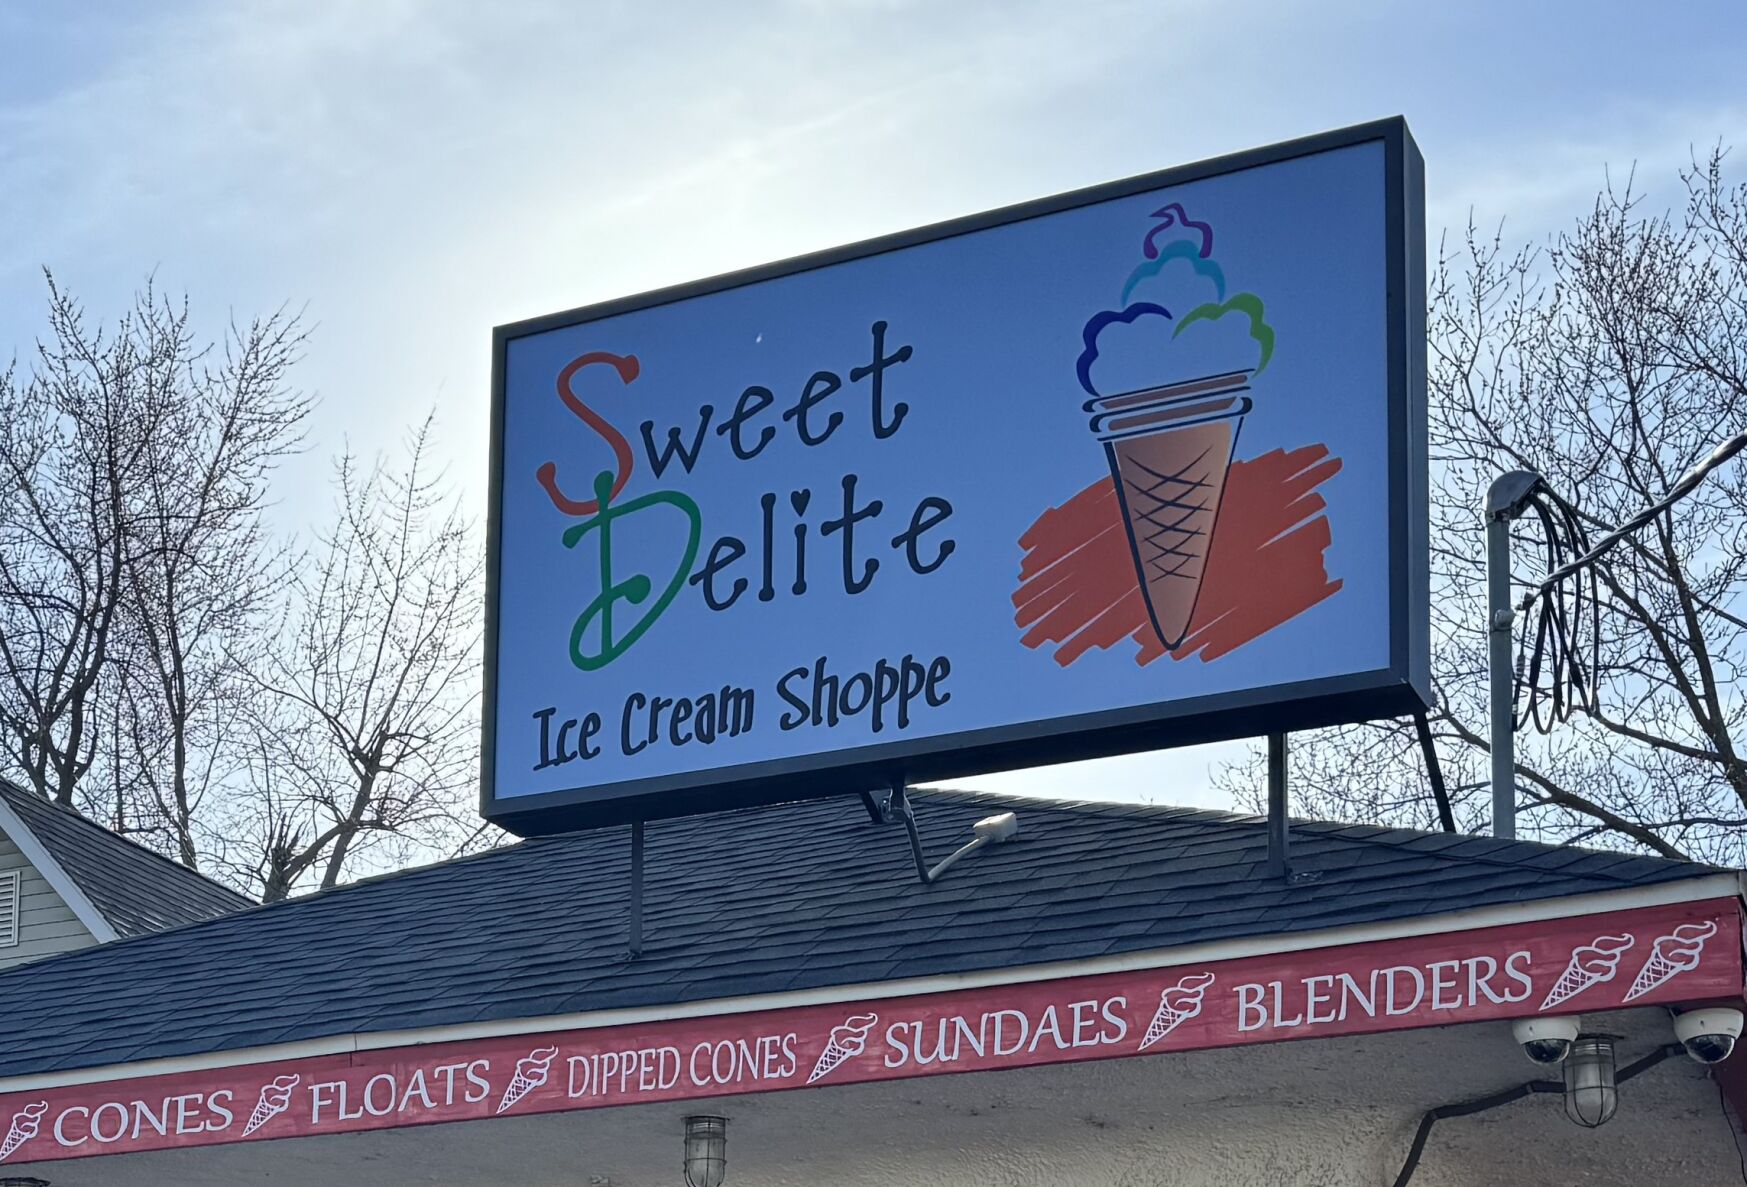 Sweet
Delite
Ice Cream Shoppe
CONES FLOATS DIPPED CONES SUNDAES BLENDERS